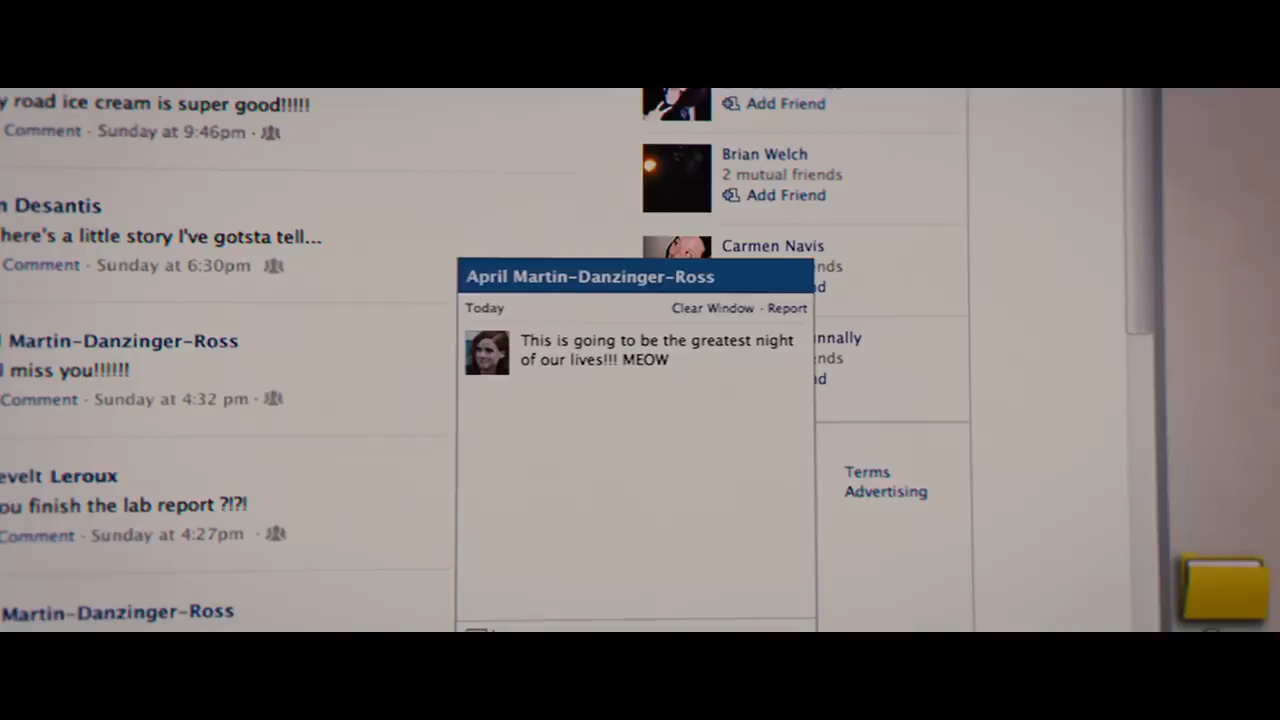 y road ice cream is super good!!!!!
Comment · Sunday at 9:46pm ·
n Desantis
here's a little story I've gotsta tell...
Comment · Sunday at 6:30pm
l Martin-Danzinger-Ross
I miss you!!!!!!
Comment · Sunday at 4:32 pm ·
evelt Leroux
ou finish the lab report ?!?!
Comment · Sunday at 4:27pm ·
Martin-Danzinger-Ross
Add Friend
Brian Welch
2 mutual friends
Add Friend
Carmen Navis
nds
d
nnally
nds
nd
April Martin-Danzinger-Ross
Today
Clear Window · Report
This is going to be the greatest night
of our lives!!! MEOW
Terms
Advertising